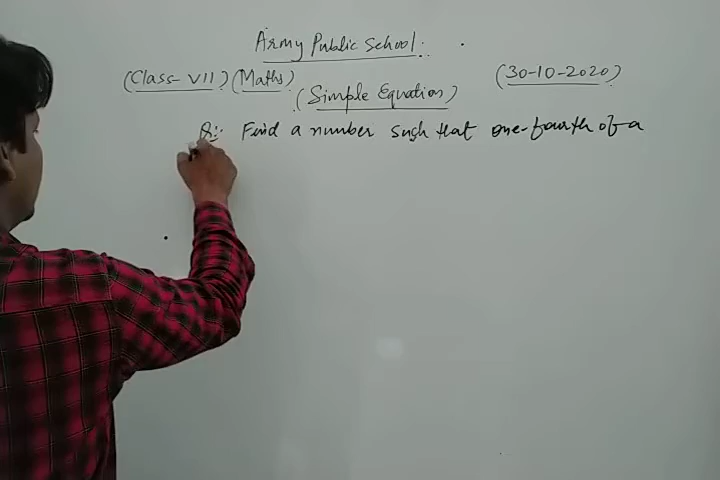 Army Public School.
(Class-VII) (Maths) (30-10-2020)
(Simple Equation)
Q:- Find a number such that one-fourth of a